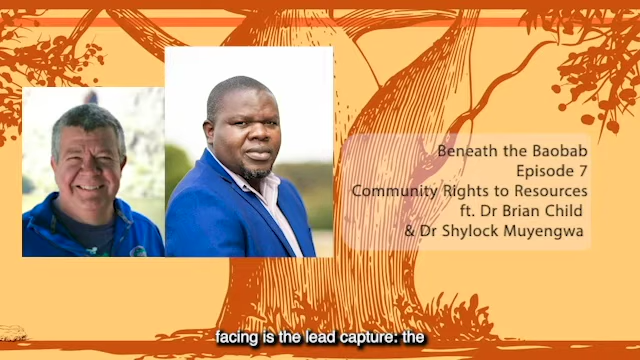 Beneath the Baobab
Episode 7
Community Rights to Resources
ft. Dr Brian Child
& Dr Shylock Muyengwa
facing is the lead capture: the